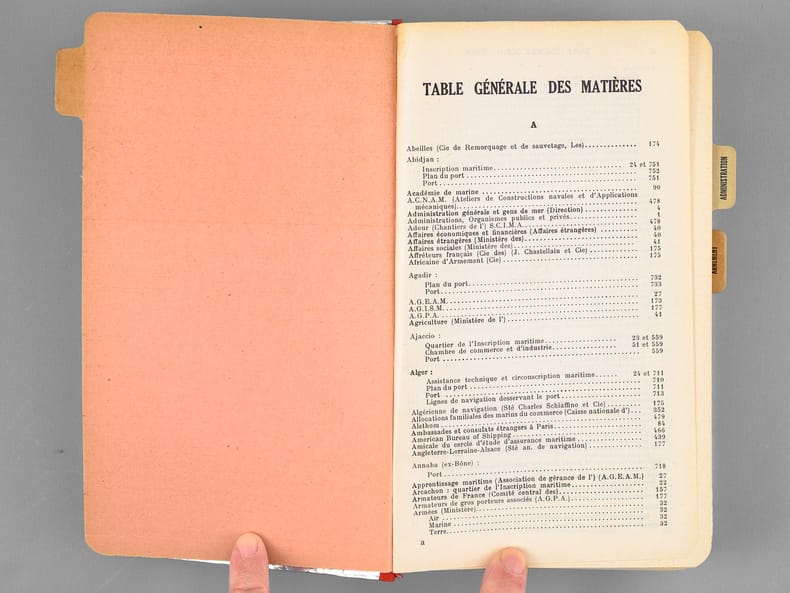 TABLE GÉNÉRALE DES MATIÈRES
A
Abeilles (Cie de Remorquage et de sauvetage, Les).............. 174
Abidjan :
Inscription maritime.............. 24 et 751
Plan du port .............. 752
Port .............. 751
Académie de marine .............. 90
A.C.N.A.M. (Ateliers de Constructions navales et d'Applications
mécaniques).............. 478
Administration générale et gens de mer (Direction) .............. 4
Administrations, Organismes publics et privés.............. 1
Adour (Chantiers de l') S.C.I.M.A. .............. 478
Affaires économiques et financières (Affaires étrangères) .............. 40
Affaires étrangères (Ministère des).............. 40
Affaires sociales (Ministère des).............. 41
Affréteurs français (Cie des) (J. Chastellain et Cie) .............. 175
Africaine d'Armement (Cie) .............. 175
Agadir :
Plan du port.............. 732
Port.............. 733
A.G.E.A.M. .............. 27
A.G.I.S.M. .............. 173
A.G.P.A. .............. 177
Agriculture (Ministère de l') .............. 41
Ajaccio :
Quartier de l'Inscription maritime.............. 23 et 559
Chambre de commerce et d'industrie.............. 51 et 559
Port .............. 559
Alger :
Assistance technique et circonscription maritime...... 24 et 711
Plan du port .............. 710
Port .............. 711
Lignes de navigation desservant le port .............. 713
Algérienne de navigation (Sté Charles Schiaffino et Cie) .......... 175
Allocations familiales des marins du commerce (Caisse nationale d')... 352
Alsthom .............. 479
Ambassades et consulats étrangers à Paris.............. 84
American Bureau of Shipping .............. 466
Amicale du cercle d'étude d'assurance maritime .............. 439
Angleterre-Lorraine-Alsace (Sté an. de navigation) .............. 177
Annaba (ex-Bône) :
Port .............. 718
Apprentissage maritime (Association de gérance de l') (A.G.E.A.M.) 27
Arcachon : quartier de l'Inscription maritime .............. 22
Armateurs de France (Comité central des) .............. 157
Armateurs de gros porteurs associés (A.G.P.A.) .............. 177
Armées (Ministère) .............. 32
Air .............. 32
Marine .............. 32
Terre.............. 32
a
ADMINISTRATION
ARMEMENT